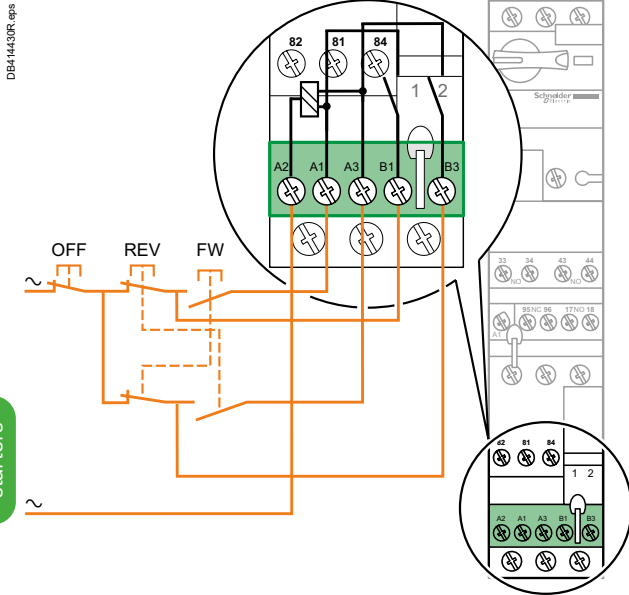 DB414430R.eps
82 81 84
1 2
A2 A1 A3 B1 B3
OFF REV FW
Schneider
Electric
33 34 43 44
NO NO
95 NC 96 17 NO 18
A1
Starters
82 81 84
1 2
A2 A1 A3 B1 B3
~
~